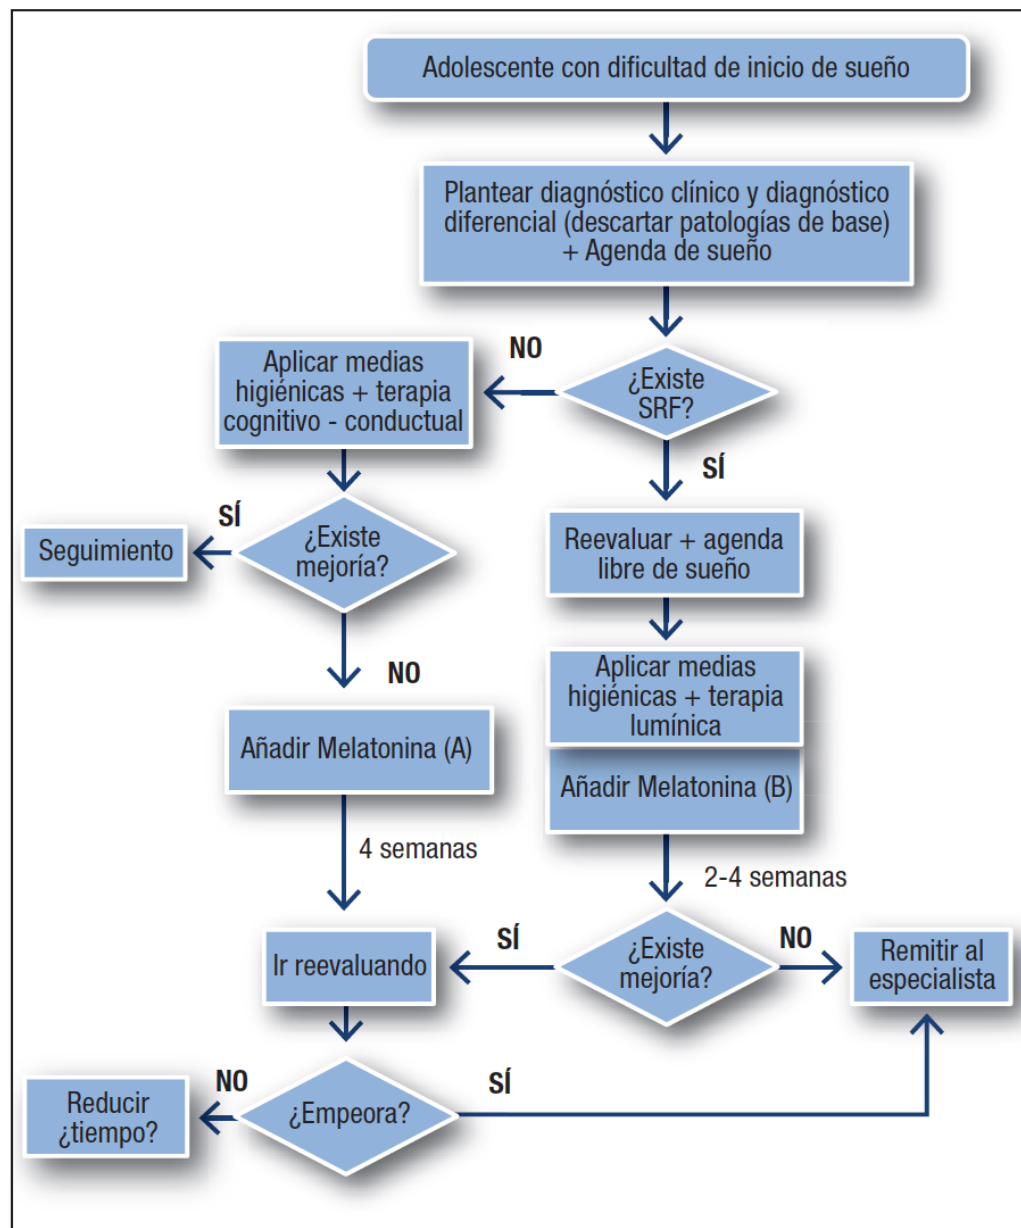 Adolescente con dificultad de inicio de sueño
Plantear diagnóstico clínico y diagnóstico
diferencial (descartar patologías de base)
+ Agenda de sueño
¿Existe
SRF?
NO
Aplicar medias
higiénicas + terapia
cognitivo - conductual
SÍ
¿Existe
mejoría?
SÍ
Seguimiento
Reevaluar + agenda
libre de sueño
NO
Aplicar medias
higiénicas + terapia
lumínica
Añadir Melatonina (A)
Añadir Melatonina (B)
4 semanas
2-4 semanas
Ir reevaluando
SÍ
¿Existe
mejoría?
NO
Remitir al
especialista
Reducir
¿tiempo?
NO
¿Empeora?
SÍ